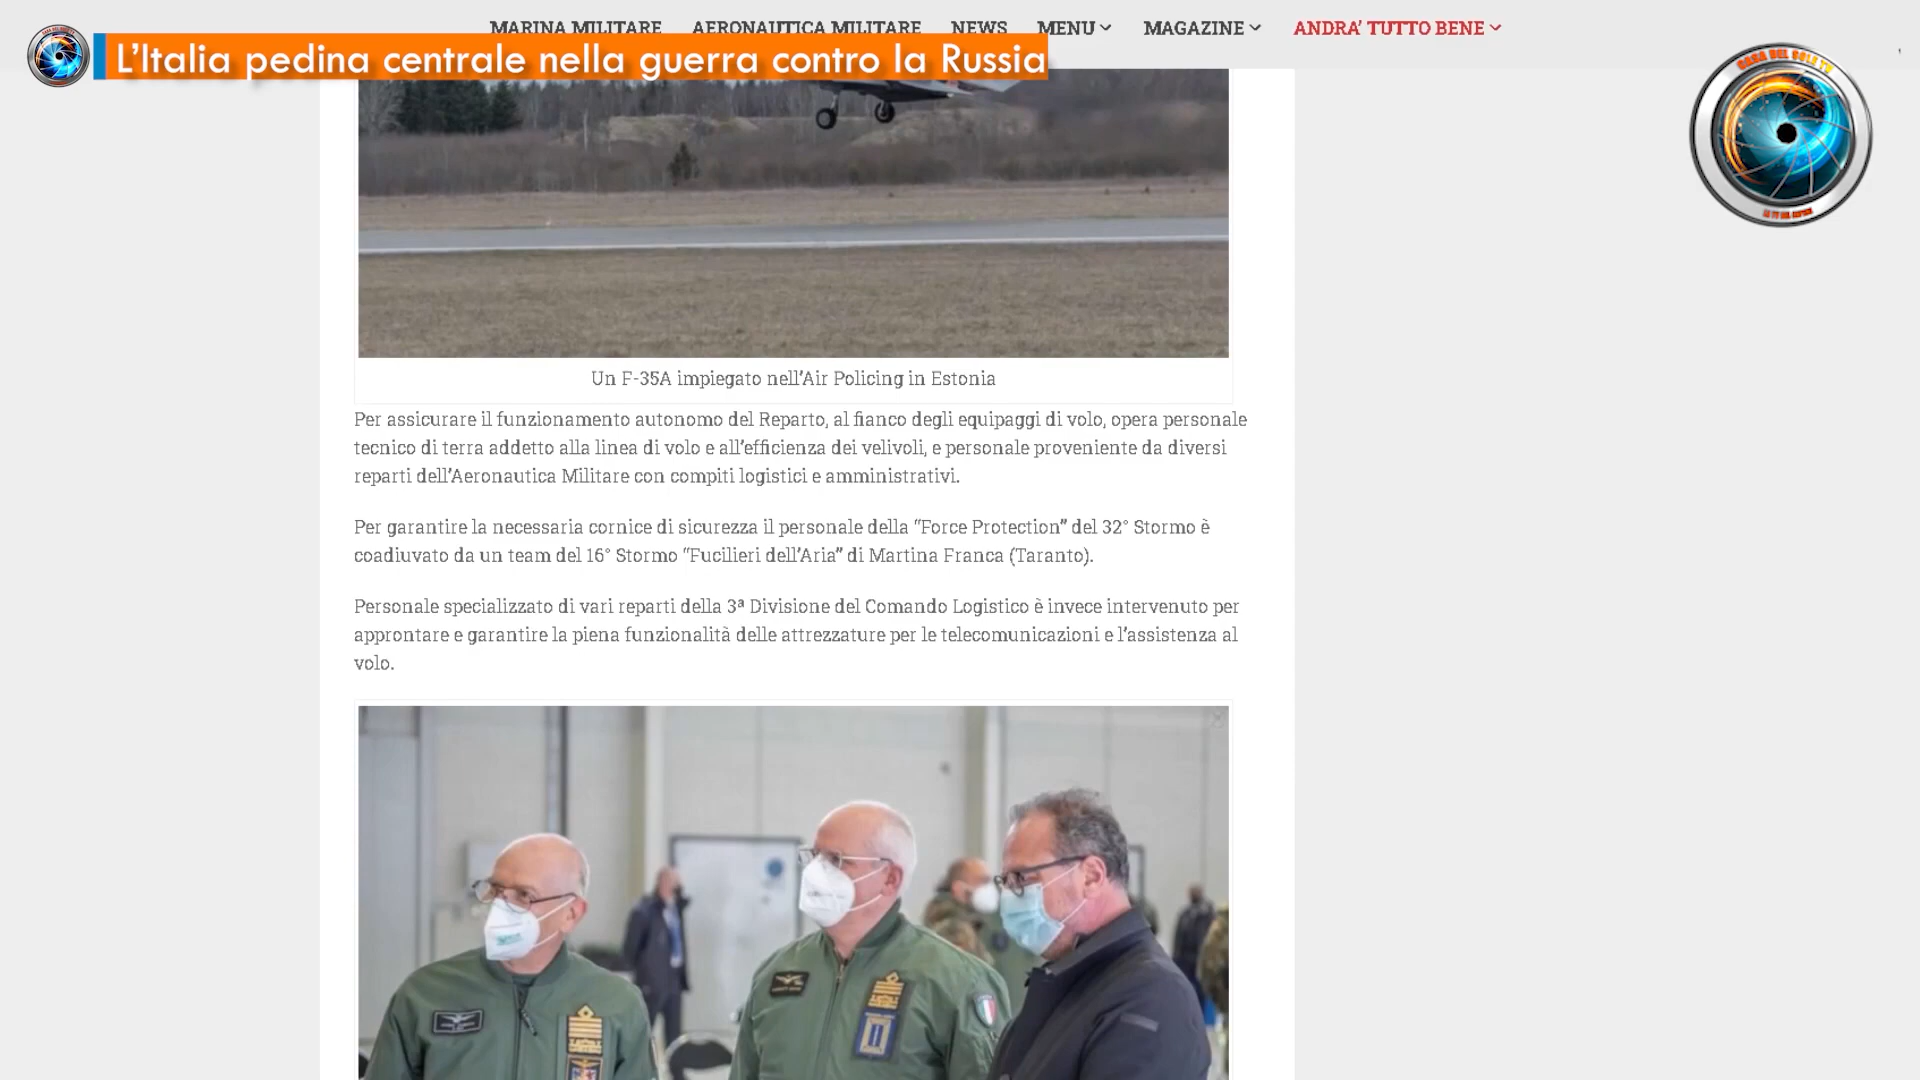 MARINA MILITARE AERONAUTICA MILITARE NEWS MENU MAGAZINE ANDRA' TUTTO BENE
L'Italia pedina centrale nella guerra contro la Russia
CASA DEL SOLE TV
Un F-35A impiegato nell'Air Policing in Estonia
Per assicurare il funzionamento autonomo del Reparto, al fianco degli equipaggi di volo, opera personale
tecnico di terra addetto alla linea di volo e all'efficienza dei velivoli, e personale proveniente da diversi
reparti dell'Aeronautica Militare con compiti logistici e amministrativi.
Per garantire la necessaria cornice di sicurezza il personale della "Force Protection" del 32° Stormo è
coadiuvato da un team del 16° Stormo "Fucilieri dell'Aria" di Martina Franca (Taranto).
Personale specializzato di vari reparti della 3ª Divisione del Comando Logistico è invece intervenuto per
approntare e garantire la piena funzionalità delle attrezzature per le telecomunicazioni e l'assistenza al
volo.